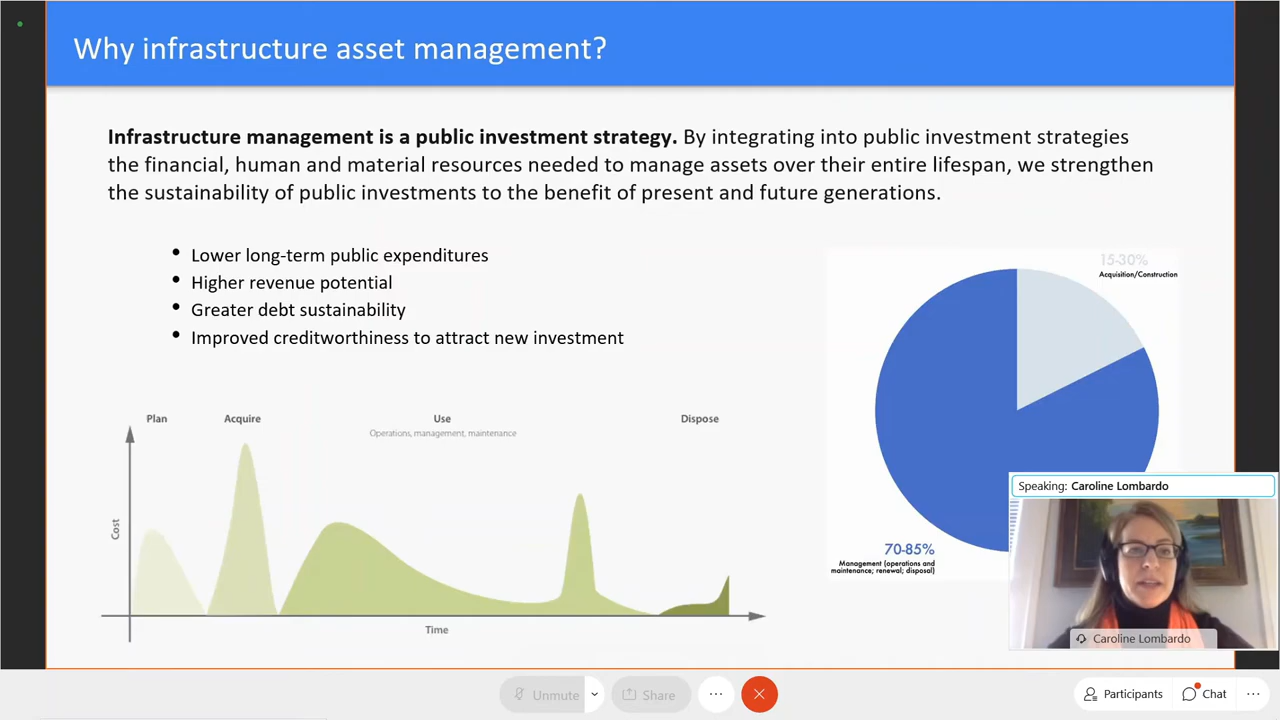 Why infrastructure asset management?
Infrastructure management is a public investment strategy. By integrating into public investment strategies
the financial, human and material resources needed to manage assets over their entire lifespan, we strengthen
the sustainability of public investments to the benefit of present and future generations.
• Lower long-term public expenditures
• Higher revenue potential
• Greater debt sustainability
• Improved creditworthiness to attract new investment
15-30%
Acquisition/Construction
70-85%
Management (operations and
maintenance; renewal; disposal)
Plan
Acquire
Use
Operations, management, maintenance
Dispose
Cost
Time
Speaking: Caroline Lombardo
Caroline Lombardo
Unmute
Share
Participants
Chat